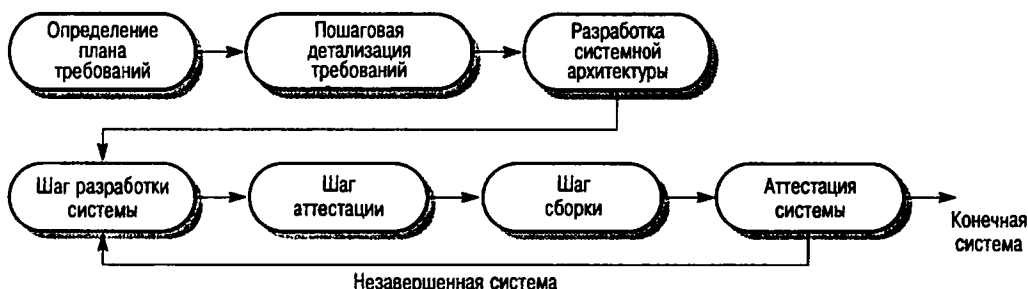 Определение
плана
требований
Пошаговая
детализация
требований
Разработка
системной
архитектуры
Шаг разработки
системы
Шаг
аттестации
Шаг
сборки
Аттестация
системы
Конечная
система
Незавершенная система